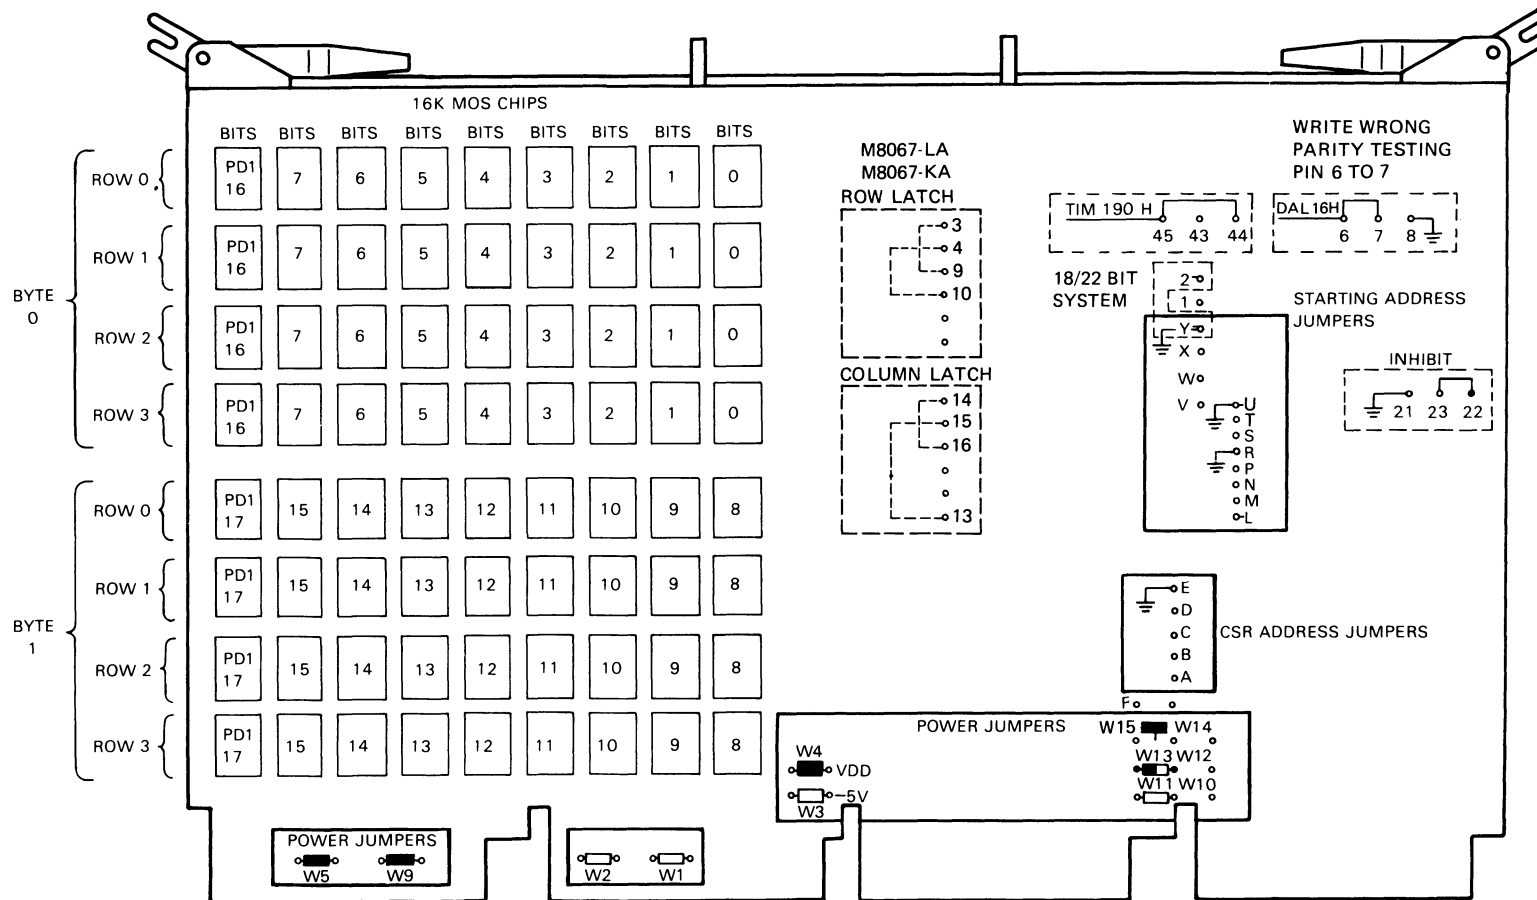 16K MOS CHIPS
BITS BITS BITS BITS BITS BITS BITS BITS BITS
BYTE 0
ROW 0 PD1 16 7 6 5 4 3 2 1 0
ROW 1 PD1 16 7 6 5 4 3 2 1 0
ROW 2 PD1 16 7 6 5 4 3 2 1 0
ROW 3 PD1 16 7 6 5 4 3 2 1 0
BYTE 1
ROW 0 PD1 17 15 14 13 12 11 10 9 8
ROW 1 PD1 17 15 14 13 12 11 10 9 8
ROW 2 PD1 17 15 14 13 12 11 10 9 8
ROW 3 PD1 17 15 14 13 12 11 10 9 8
M8067-LA
M8067-KA
ROW LATCH
3
4
9
10
COLUMN LATCH
14
15
16
13
TIM 190 H
45 43 44
WRITE WRONG
PARITY TESTING
PIN 6 TO 7
DAL 16H
6 7 8
18/22 BIT
SYSTEM
2
1
Y
X
W
V
STARTING ADDRESS
JUMPERS
U
T
S
R
P
N
M
L
INHIBIT
21 23 22
E
D
C
B
A
CSR ADDRESS JUMPERS
F
POWER JUMPERS
W15 W14
W13 W12
W11 W10
W4
VDD
-5V
W3
POWER JUMPERS
W5 W9
W2 W1